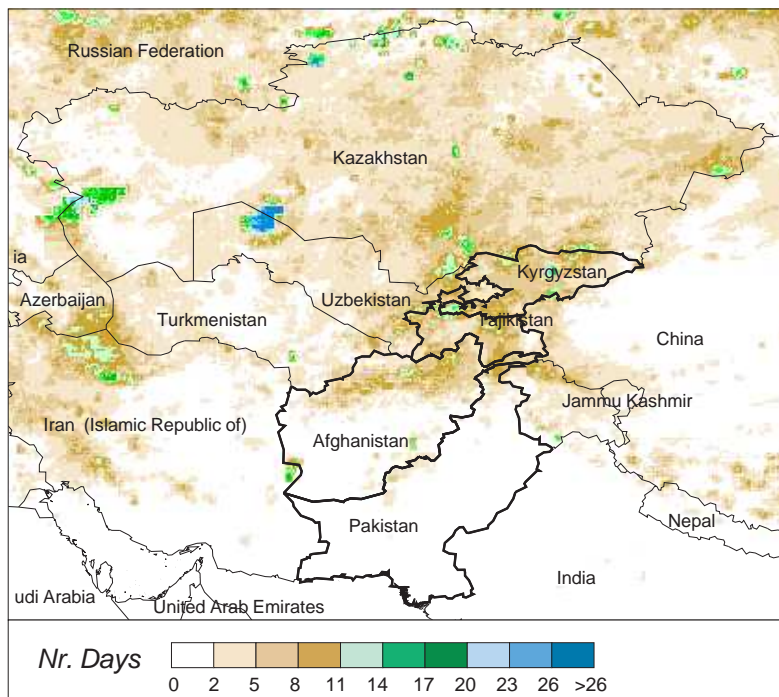 Russian Federation
Kazakhstan
ia
Kyrgyzstan
Azerbaijan
Uzbekistan
Turkmenistan
Tajikistan
China
Jammu Kashmir
Iran (Islamic Republic of)
Afghanistan
Pakistan
Nepal
India
udi Arabia
United Arab Emirates
Nr. Days
0 2 5 8 11 14 17 20 23 26 >26